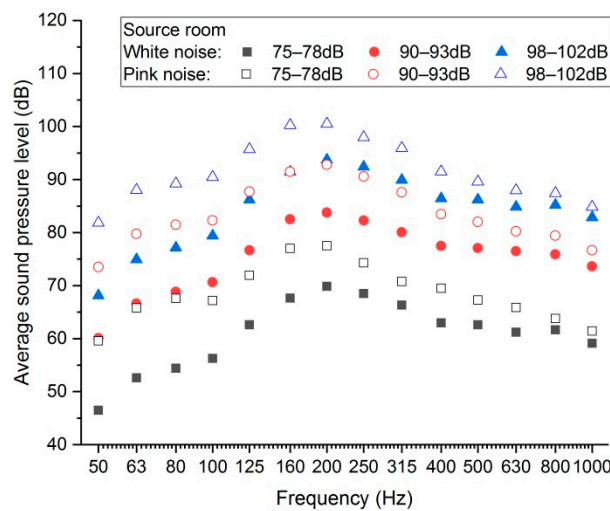 Source room
White noise: 75–78dB 90–93dB 98–102dB
Pink noise: 75–78dB 90–93dB 98–102dB
Average sound pressure level (dB)
120
110
100
90
80
70
60
50
40
50 63 80 100 125 160 200 250 315 400 500 630 800 1000
Frequency (Hz)